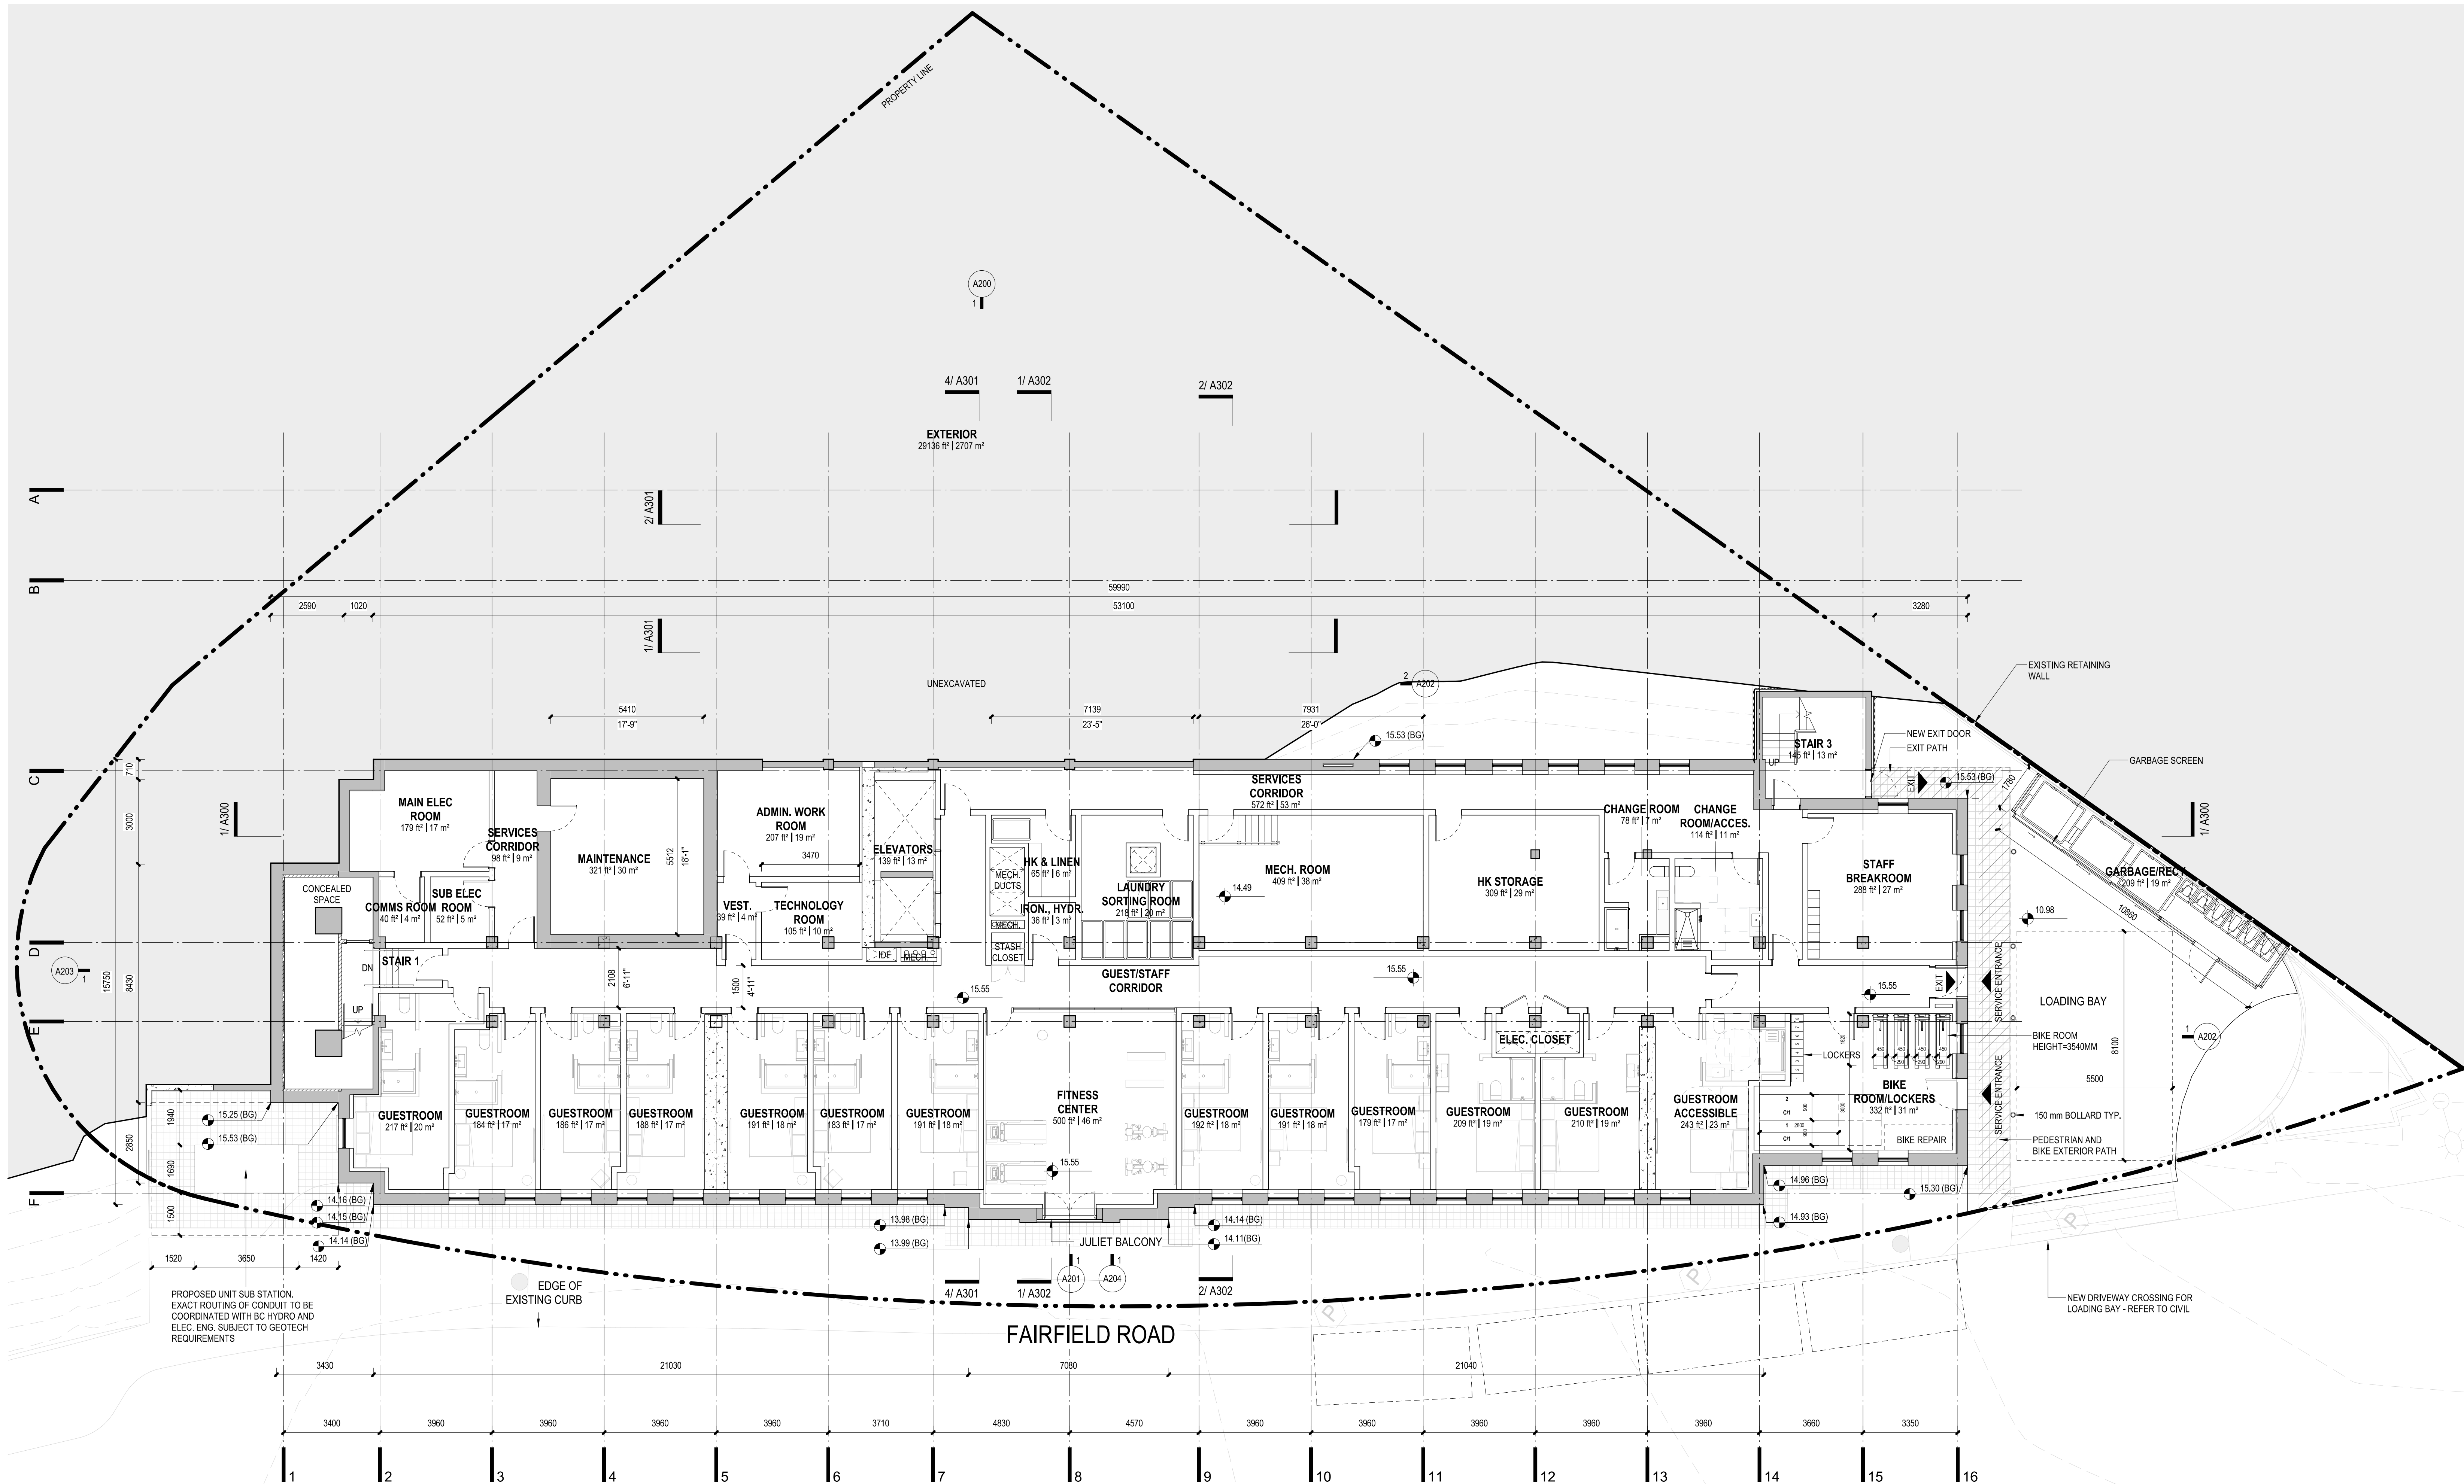 PROPERTY LINE
A200
1
4/ A301
1/ A302
2/ A302
EXTERIOR
29136 ft² | 2707 m²
A
2/ A301
B
59990
2590
1020
53100
3280
1/ A301
EXISTING RETAINING
WALL
UNEXCAVATED
2
A202
5410
17'-9"
7139
23'-5"
7931
26'-0"
15.53 (BG)
NEW EXIT DOOR
EXIT PATH
STAIR 3
145 ft² | 13 m²
UP
GARBAGE SCREEN
C
710
3000
1/ A300
MAIN ELEC
ROOM
179 ft² | 17 m²
SERVICES
CORRIDOR
98 ft² | 9 m²
MAINTENANCE
321 ft² | 30 m²
5512
18'-1"
ADMIN. WORK
ROOM
207 ft² | 19 m²
3470
ELEVATORS
139 ft² | 13 m²
HK & LINEN
65 ft² | 6 m²
MECH.
DUCTS
LAUNDRY
SORTING ROOM
218 ft² | 20 m²
SERVICES
CORRIDOR
572 ft² | 53 m²
MECH. ROOM
409 ft² | 38 m²
14.49
HK STORAGE
309 ft² | 29 m²
CHANGE ROOM
78 ft² | 7 m²
CHANGE
ROOM/ACCES.
114 ft² | 11 m²
STAFF
BREAKROOM
288 ft² | 27 m²
EXIT
15.53 (BG)
1780
1/ A300
GARBAGE/RECY
209 ft² | 19 m²
10860
10.98
CONCEALED
SPACE
COMMS ROOM
40 ft² | 4 m²
SUB ELEC
ROOM
52 ft² | 5 m²
VEST.
39 ft² | 4 m²
TECHNOLOGY
ROOM
105 ft² | 10 m²
IRON., HYDR.
36 ft² | 3 m²
MECH.
STASH
CLOSET
IDF
MECH.
D
A203
1
15750
8430
STAIR 1
DN
UP
2108
6'-11"
1500
4'-11"
15.55
GUEST/STAFF
CORRIDOR
15.55
15.55
EXIT
SERVICE ENTRANCE
LOADING BAY
E
ELEC. CLOSET
LOCKERS
1820
450
450
450
450
1290
1290
1290
BIKE ROOM
HEIGHT=3540MM
8100
1
A202
5500
GUESTROOM
217 ft² | 20 m²
GUESTROOM
184 ft² | 17 m²
GUESTROOM
186 ft² | 17 m²
GUESTROOM
188 ft² | 17 m²
GUESTROOM
191 ft² | 18 m²
GUESTROOM
183 ft² | 17 m²
GUESTROOM
191 ft² | 18 m²
FITNESS
CENTER
500 ft² | 46 m²
15.55
GUESTROOM
192 ft² | 18 m²
GUESTROOM
191 ft² | 18 m²
GUESTROOM
179 ft² | 17 m²
GUESTROOM
209 ft² | 19 m²
GUESTROOM
210 ft² | 19 m²
GUESTROOM
ACCESSIBLE
243 ft² | 23 m²
BIKE
ROOM/LOCKERS
332 ft² | 31 m²
2
C/1
900
1
2800
C/1
900
3000
BIKE REPAIR
SERVICE ENTRANCE
150 mm BOLLARD TYP.
PEDESTRIAN AND
BIKE EXTERIOR PATH
15.25 (BG)
15.53 (BG)
1940
2850
1690
1500
F
14.16 (BG)
14.15 (BG)
14.14 (BG)
13.98 (BG)
13.99 (BG)
JULIET BALCONY
14.14 (BG)
14.11(BG)
14.96 (BG)
14.93 (BG)
15.30 (BG)
1520
3650
1420
P
P
P
PROPOSED UNIT SUB STATION.
EXACT ROUTING OF CONDUIT TO BE
COORDINATED WITH BC HYDRO AND
ELEC. ENG. SUBJECT TO GEOTECH
REQUIREMENTS
EDGE OF
EXISTING CURB
4/ A301
1/ A302
1
A201
1
A204
2/ A302
NEW DRIVEWAY CROSSING FOR
LOADING BAY - REFER TO CIVIL
FAIRFIELD ROAD
3430
21030
7080
21040
3400
3960
3960
3960
3960
3710
4830
4570
3960
3960
3960
3960
3960
3660
3350
1
2
3
4
5
6
7
8
9
10
11
12
13
14
15
16